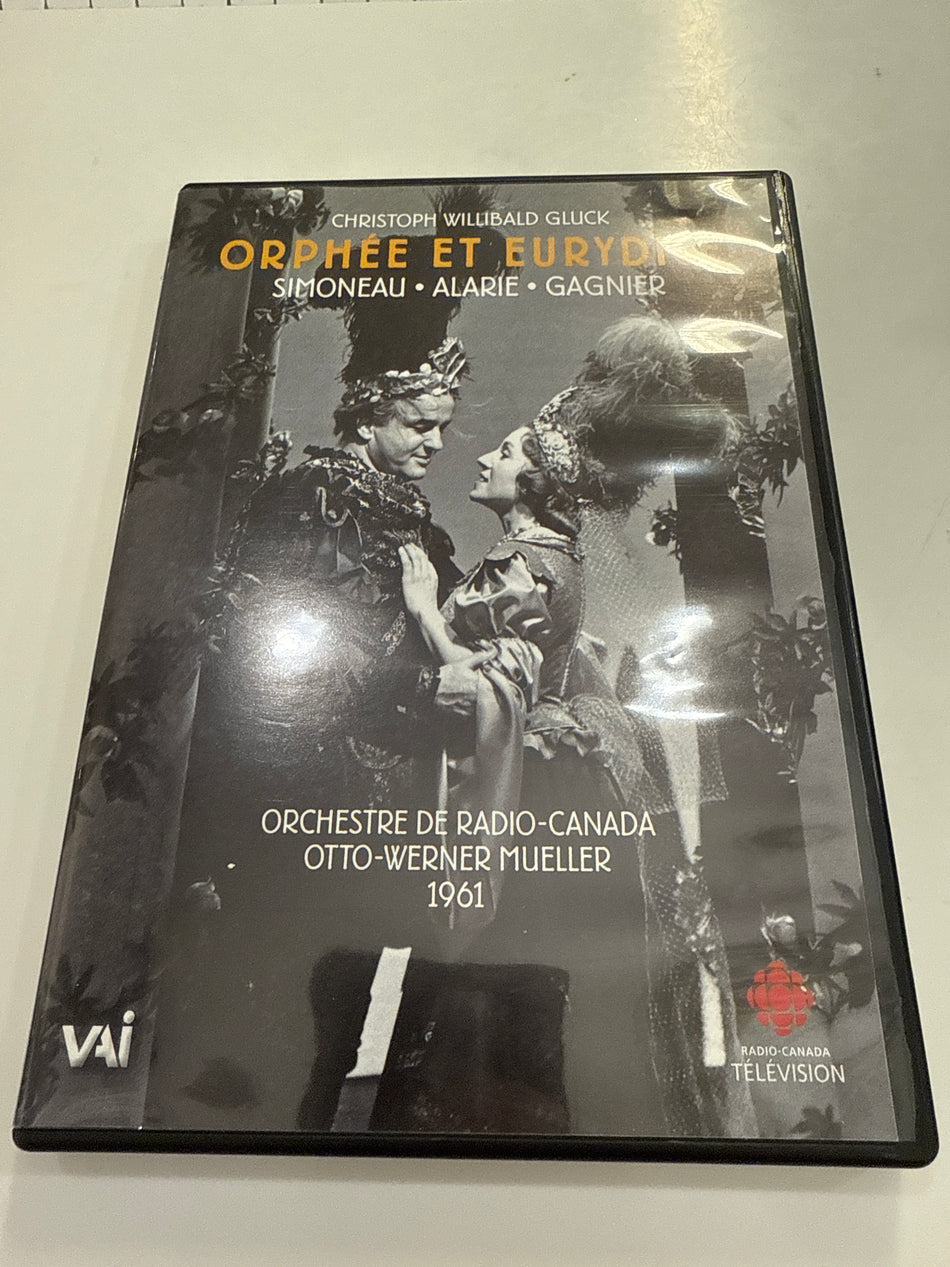 CHRISTOPH WILLIBALD GLUCK
ORPHÉE ET EURYDI
SIMONEAU • ALARIE • GAGNIER
ORCHESTRE DE RADIO-CANADA
OTTO-WERNER MUELLER
1961
VAI
RADIO-CANADA
TÉLÉVISION